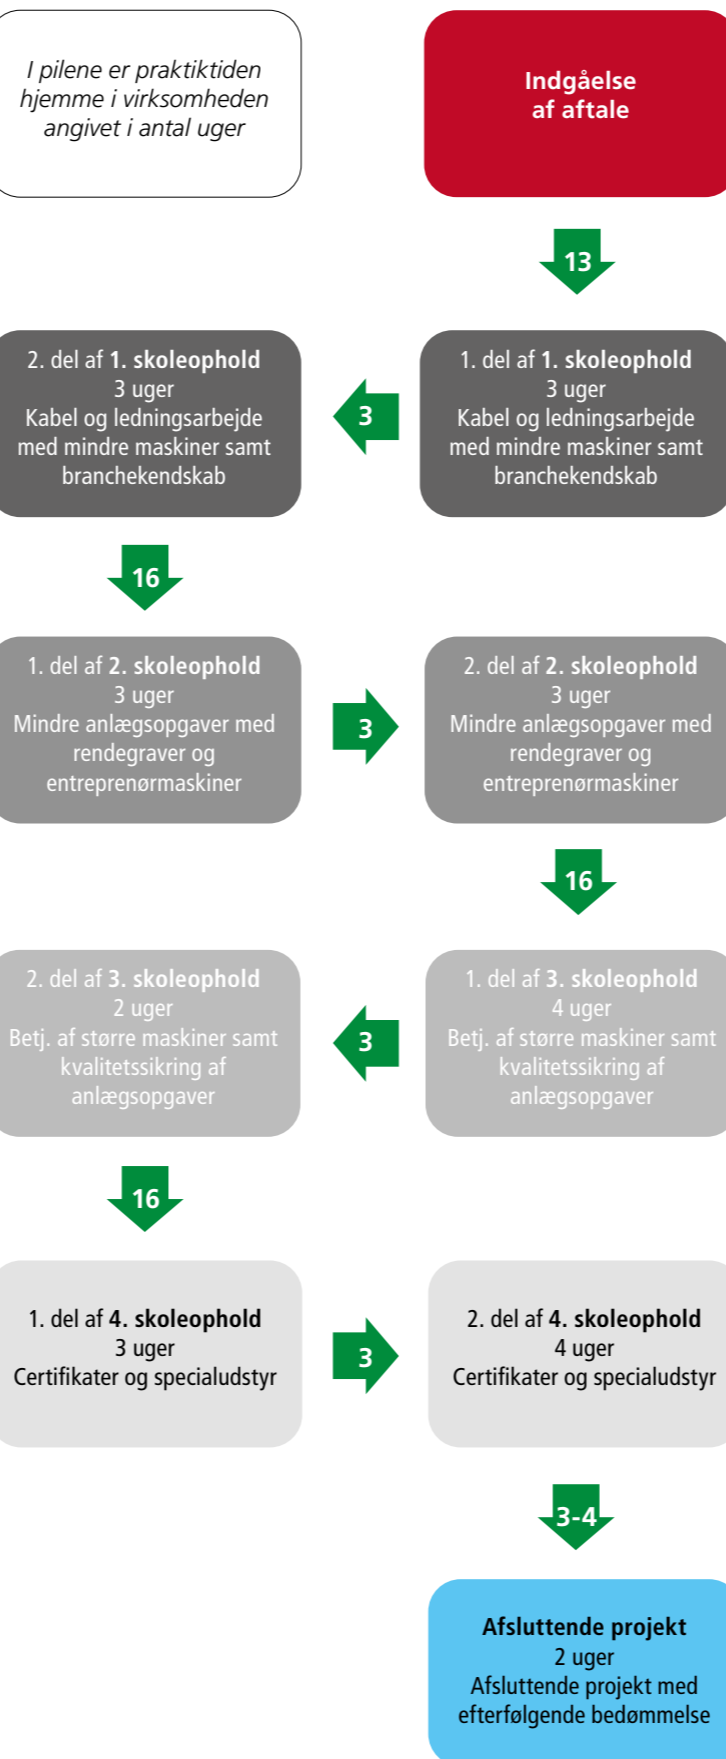 I pilene er praktiktiden
hjemme i virksomheden
angivet i antal uger
Indgåelse
af aftale
13
1. del af 1. skoleophold
3 uger
Kabel og ledningsarbejde
med mindre maskiner samt
branchekendskab
3
2. del af 1. skoleophold
3 uger
Kabel og ledningsarbejde
med mindre maskiner samt
branchekendskab
16
1. del af 2. skoleophold
3 uger
Mindre anlægsopgaver med
rendegraver og
entreprenørmaskiner
3
2. del af 2. skoleophold
3 uger
Mindre anlægsopgaver med
rendegraver og
entreprenørmaskiner
16
1. del af 3. skoleophold
4 uger
Betj. af større maskiner samt
kvalitetssikring af
anlægsopgaver
3
2. del af 3. skoleophold
2 uger
Betj. af større maskiner samt
kvalitetssikring af
anlægsopgaver
16
1. del af 4. skoleophold
3 uger
Certifikater og specialudstyr
3
2. del af 4. skoleophold
4 uger
Certifikater og specialudstyr
3-4
Afsluttende projekt
2 uger
Afsluttende projekt med
efterfølgende bedømmelse